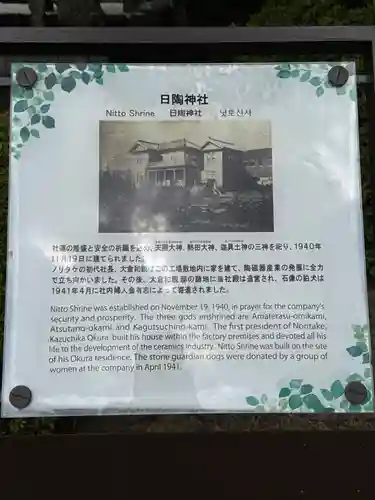 日陶神社
Nitto Shrine 日陶神社 닛토신사
社運の隆盛と安全の祈願を込め、天照大神、熱田大神、迦具土神の三神を祀り、1940年
11月19日に建てられました。
ノリタケの初代社長、大倉和親はこの工場敷地内に家を建て、陶磁器産業の発展に全力
で立ち向かいました。その後、大倉和親邸の跡地に当社殿は造営され、石像の狛犬は
1941年4月に社内婦人会有志によって寄進されました。
Nitto Shrine was established on November 19, 1940, in prayer for the company's
security and prosperity. The three gods enshrined are Amaterasu-omikami,
Atsutano-okami and Kagutsuchino-kami. The first president of Noritake,
Kazuchika Okura, built his house within the factory premises and devoted all his
life to the development of the ceramics industry. Nitto Shrine was built on the site
of his Okura residence. The stone guardian dogs were donated by a group of
women at the company in April 1941.